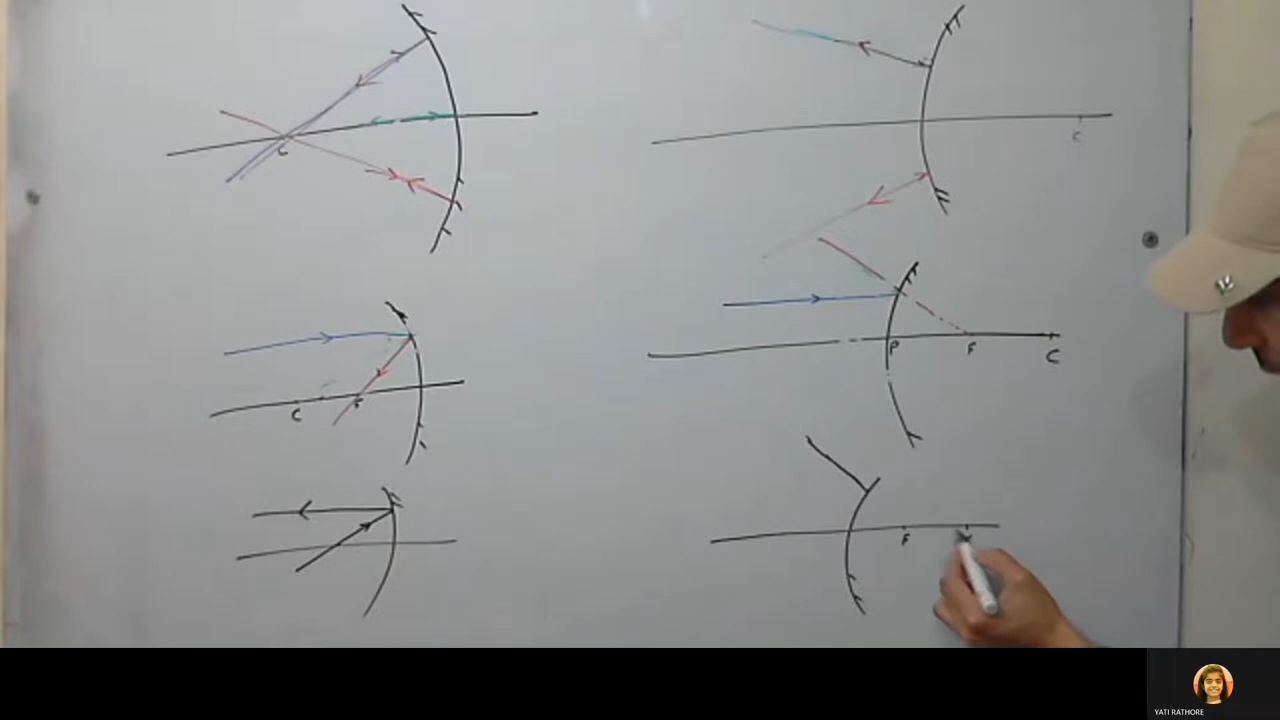 C
C
C F
P F C
F
YATI RATHORE